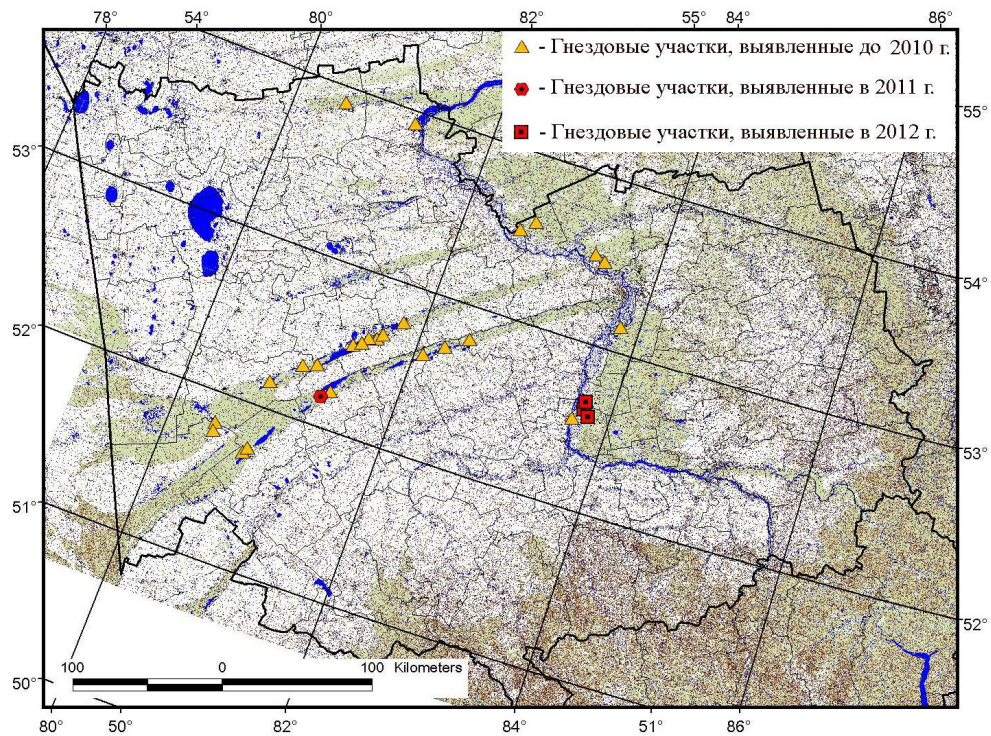 78° 54° 80° 82° 55° 84° 86°
- Гнездовые участки, выявленные до 2010 г.
- Гнездовые участки, выявленные в 2011 г.
- Гнездовые участки, выявленные в 2012 г.
55°
53°
54°
52°
53°
51°
52°
100 0 100 Kilometers
50°
80° 50° 82° 84° 51° 86°